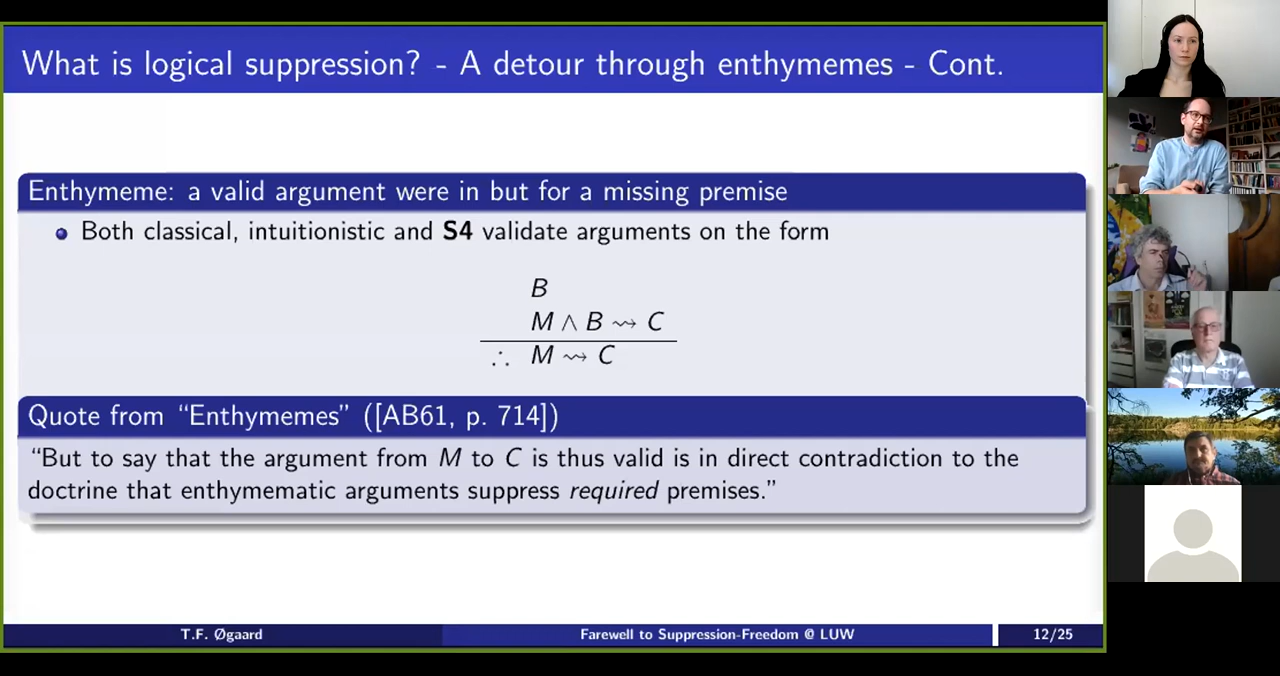 What is logical suppression? - A detour through enthymemes - Cont.
Enthymeme: a valid argument were in but for a missing premise
Both classical, intuitionistic and S4 validate arguments on the form
B
M ∧ B ⇝ C
∴ M ⇝ C
Quote from “Enthymemes” ([AB61, p. 714])
“But to say that the argument from M to C is thus valid is in direct contradiction to the
doctrine that enthymematic arguments suppress required premises.”
T.F. Øgaard
Farewell to Suppression-Freedom @ LUW
12/25